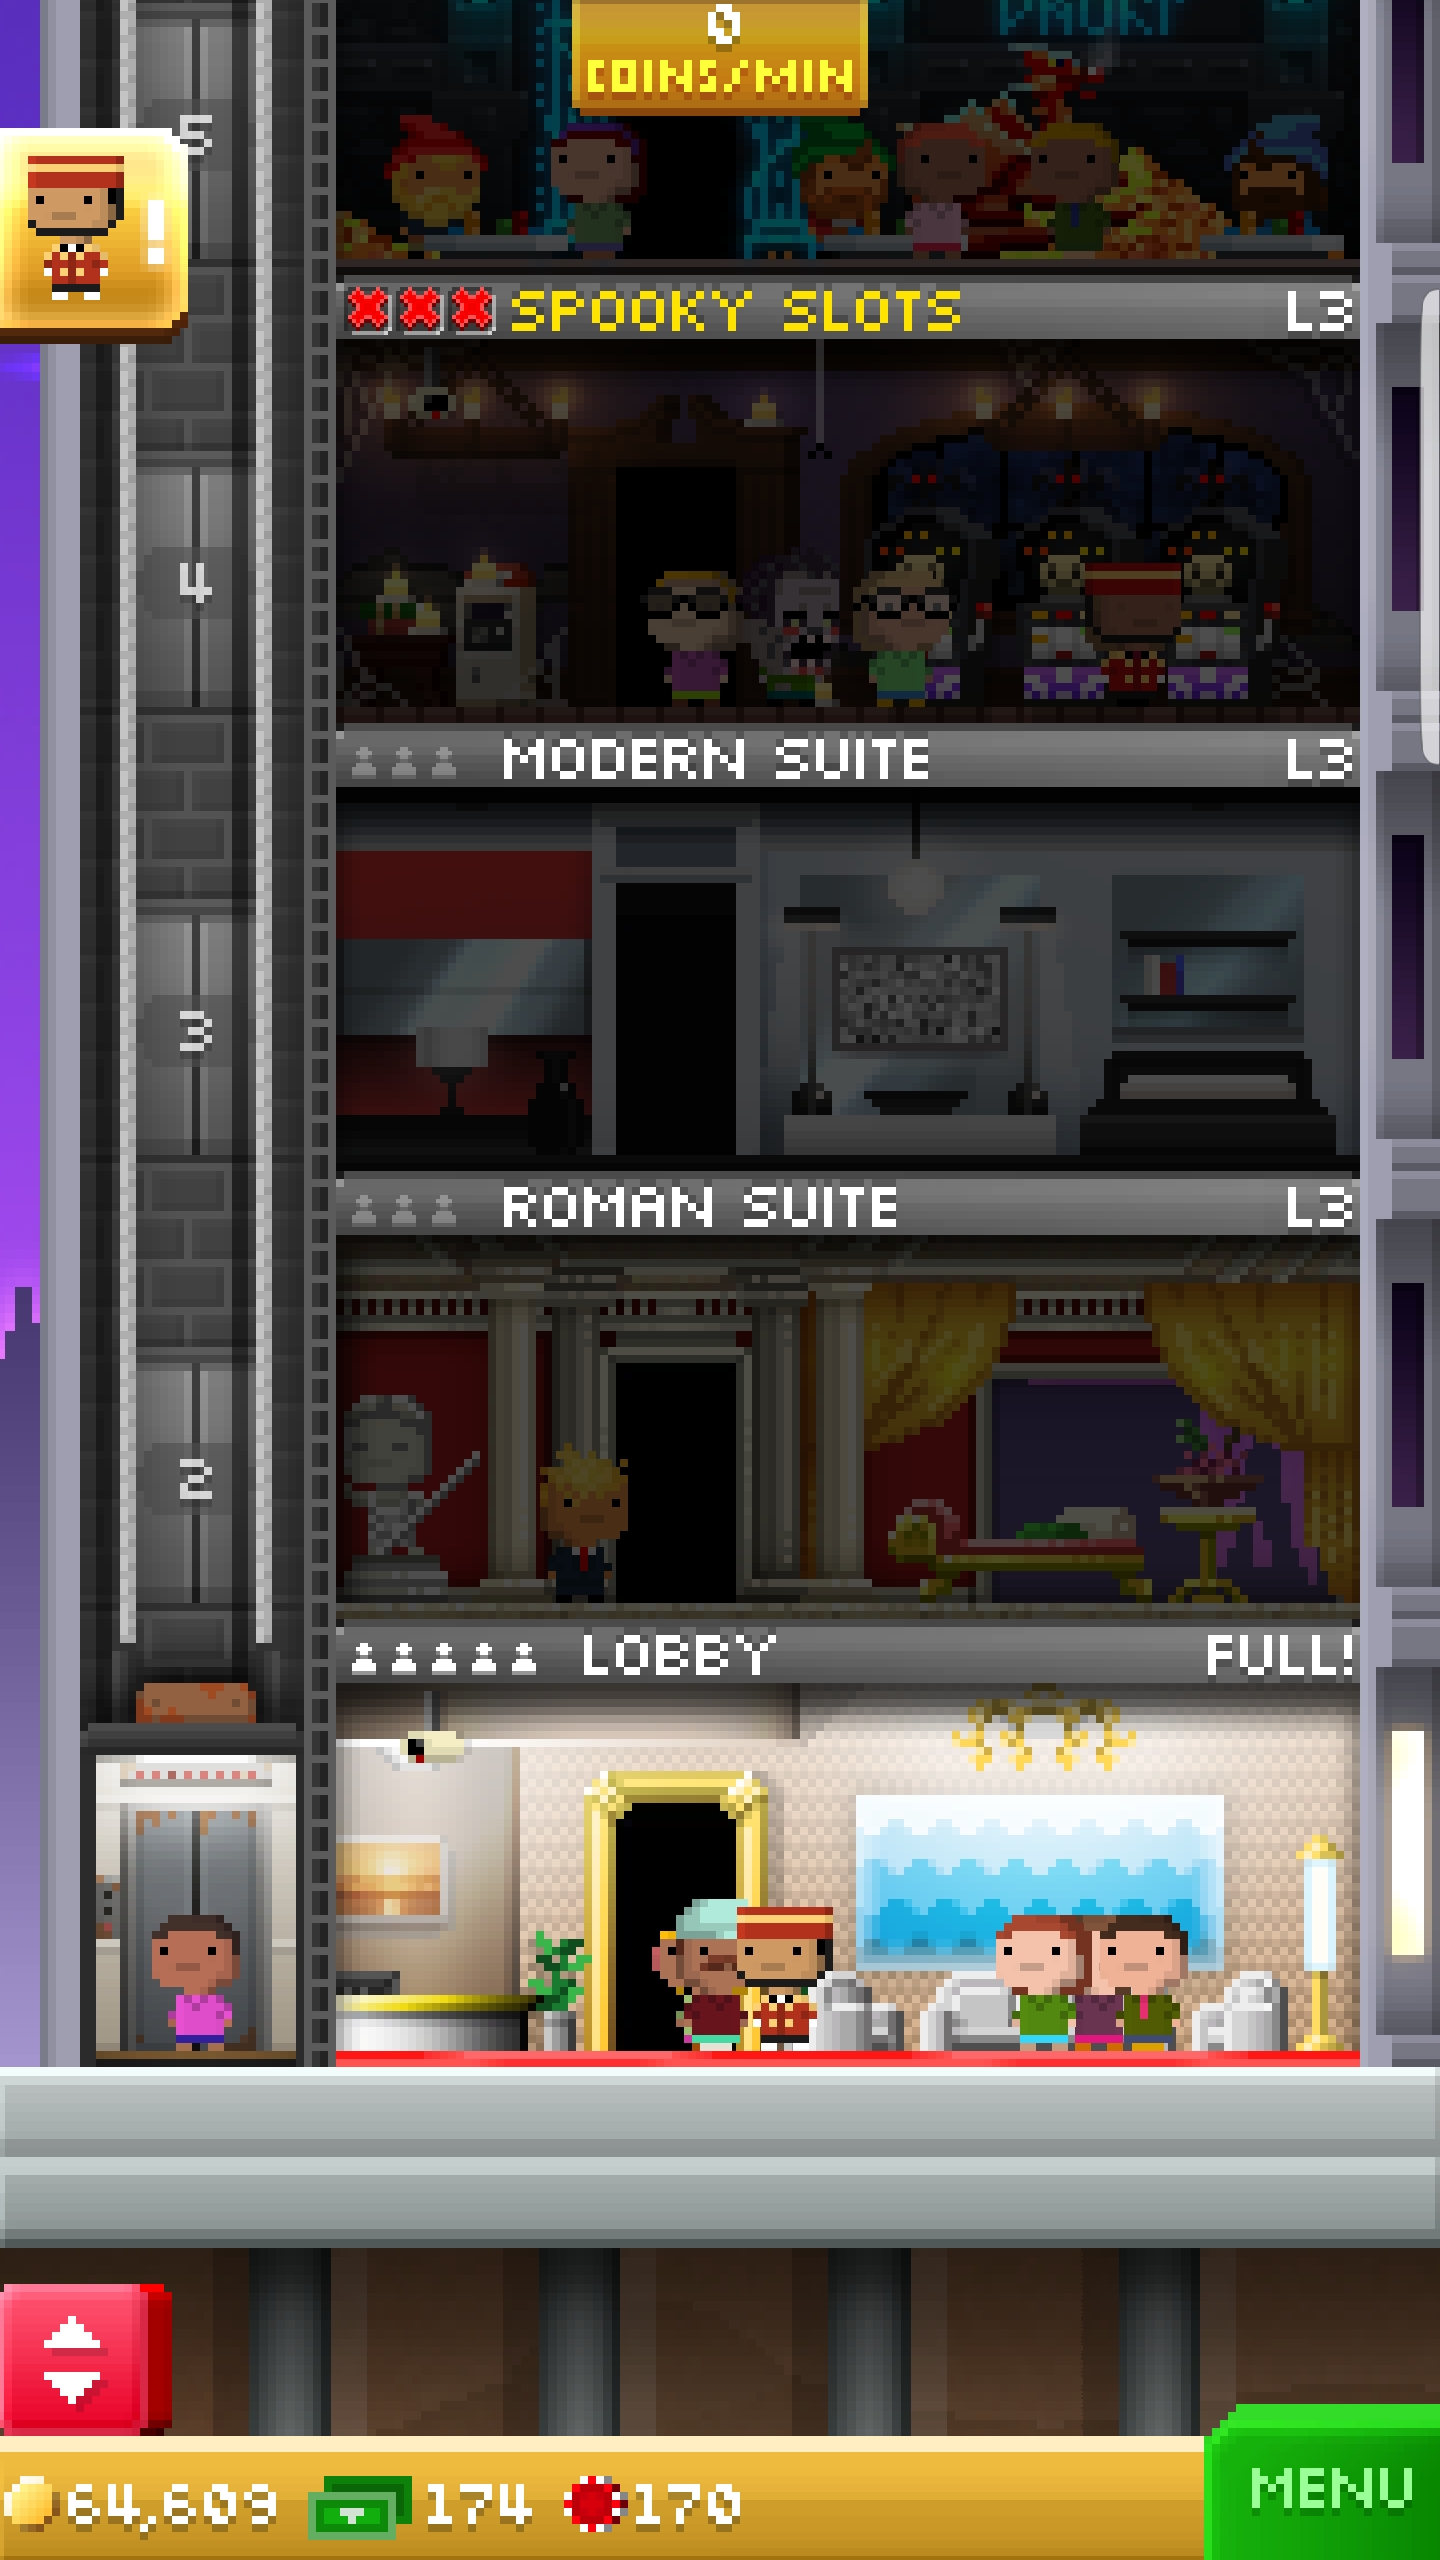 0
COINS/MIN
5
!
SPOOKY SLOTS L3
4
MODERN SUITE L3
3
ROMAN SUITE L3
2
LOBBY FULL!
64,609 174 170
MENU